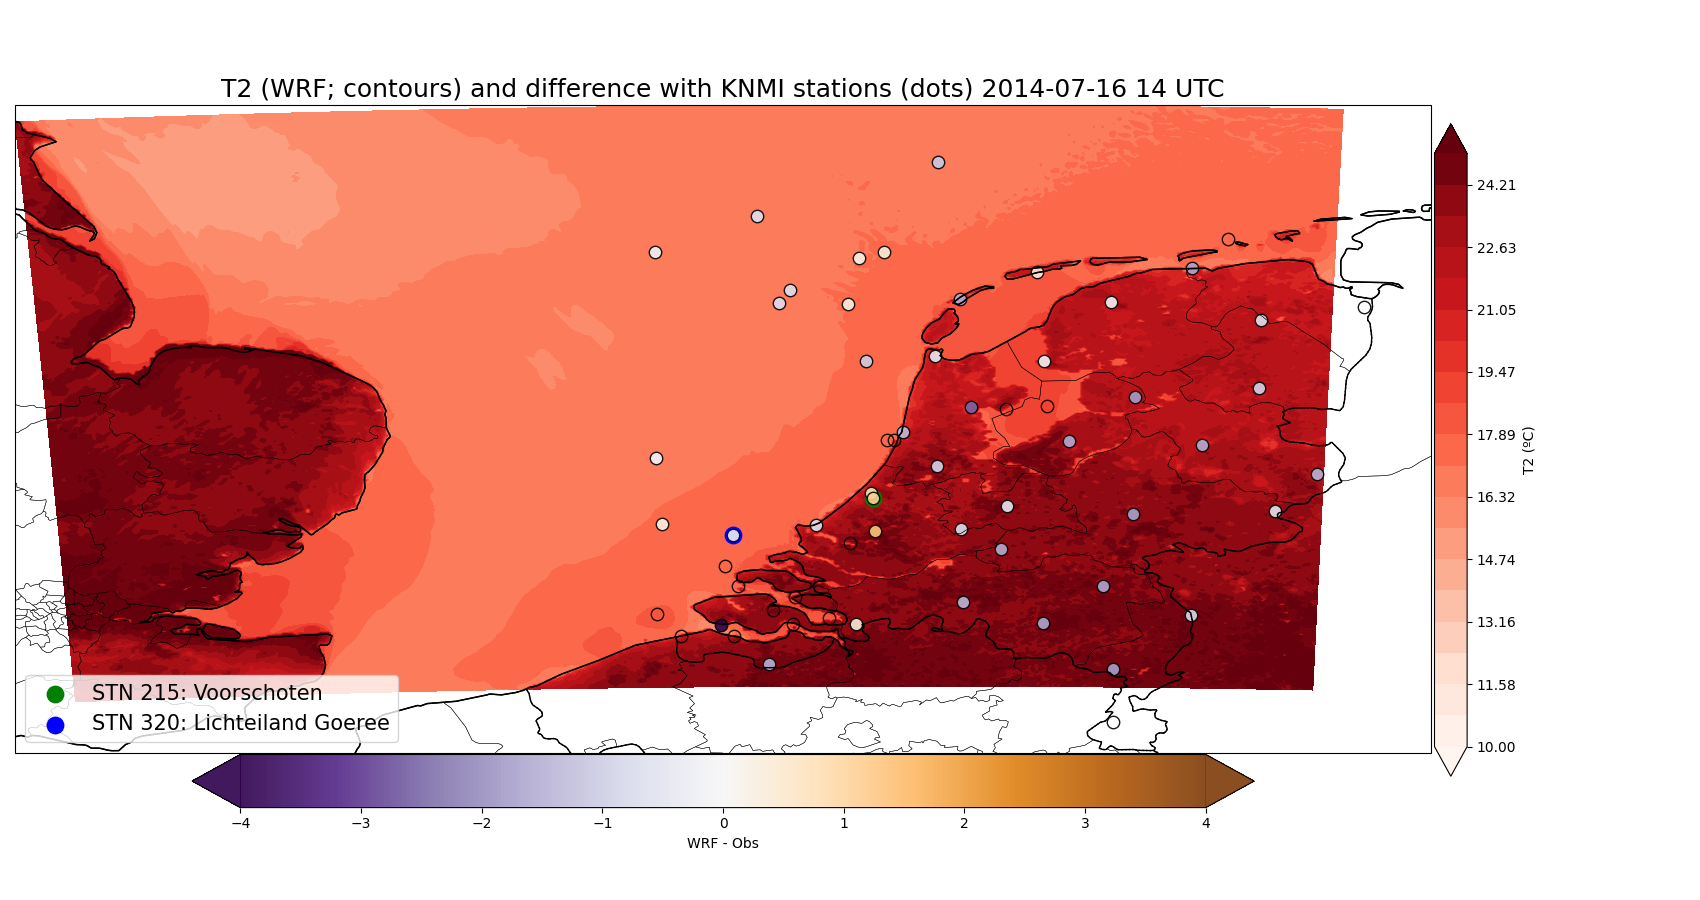 T2 (WRF; contours) and difference with KNMI stations (dots) 2014-07-16 14 UTC
24.21
22.63
21.05
19.47
17.89
16.32
14.74
13.16
11.58
10.00
T2 (ºC)
STN 215: Voorschoten
STN 320: Lichteiland Goeree
−4 −3 −2 −1 0 1 2 3 4
WRF - Obs